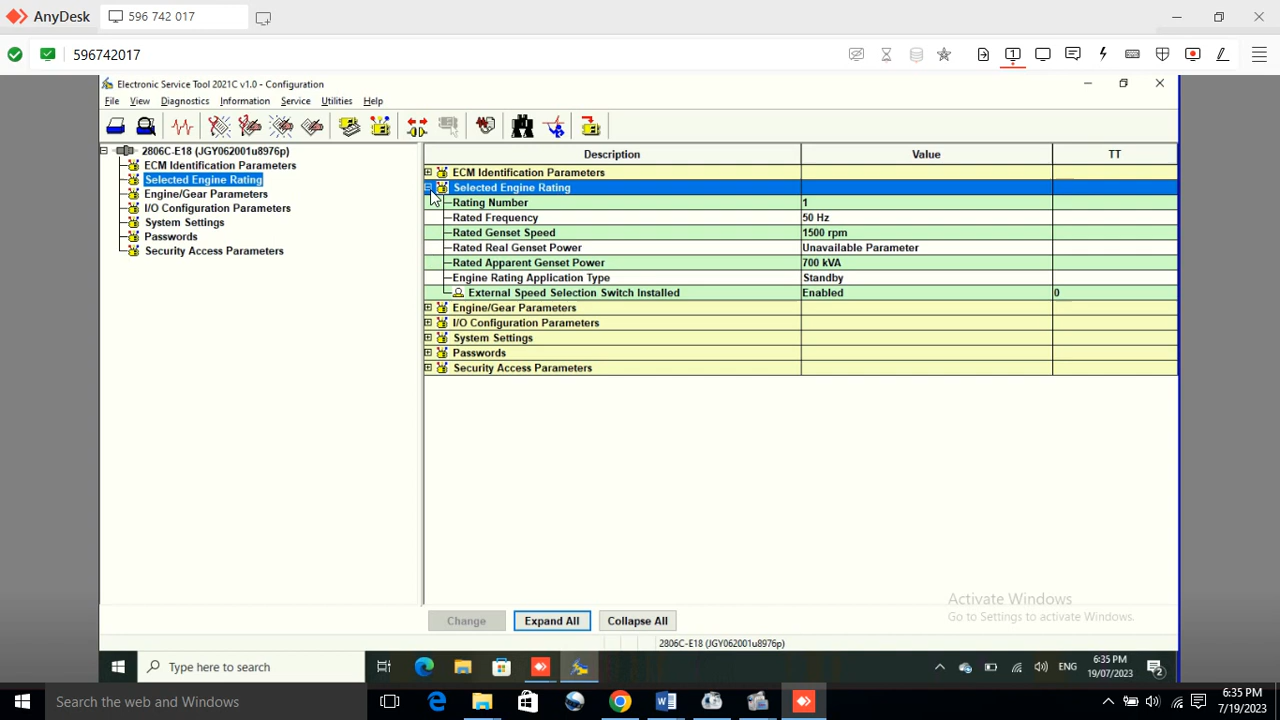 AnyDesk
596 742 017
596742017
1
Electronic Service Tool 2021C v1.0 - Configuration
File View Diagnostics Information Service Utilities Help
2806C-E18 (JGY062001u8976p)
ECM Identification Parameters
Selected Engine Rating
Engine/Gear Parameters
I/O Configuration Parameters
System Settings
Passwords
Security Access Parameters
Description Value TT
ECM Identification Parameters
Selected Engine Rating
Rating Number 1
Rated Frequency 50 Hz
Rated Genset Speed 1500 rpm
Rated Real Genset Power Unavailable Parameter
Rated Apparent Genset Power 700 kVA
Engine Rating Application Type Standby
External Speed Selection Switch Installed Enabled 0
Engine/Gear Parameters
I/O Configuration Parameters
System Settings
Passwords
Security Access Parameters
Activate Windows
Go to Settings to activate Windows.
Change Expand All Collapse All
2806C-E18 (JGY062001u8976p)
Type here to search
ENG
6:35 PM
19/07/2023
2
Search the web and Windows
6:35 PM
7/19/2023